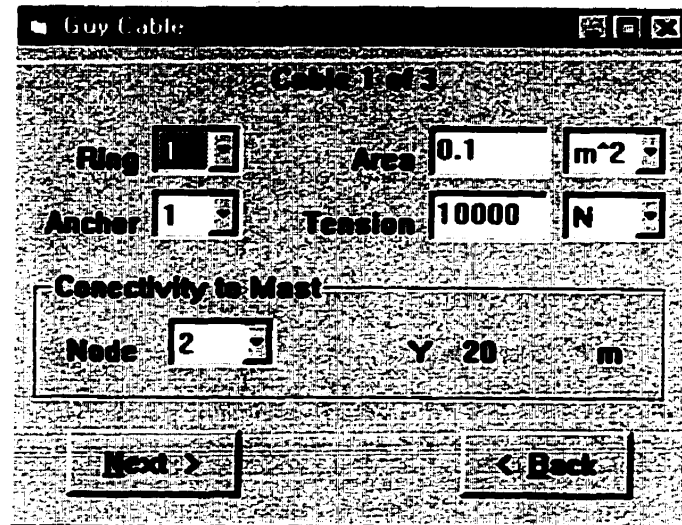 Guy Cable
Cable 1 of 3
Ring 1 Area 0.1 m^2
Anchor 1 Tension 10000 N
Conectivity to Mast
Node 2 Y 20 m
Next > < Back